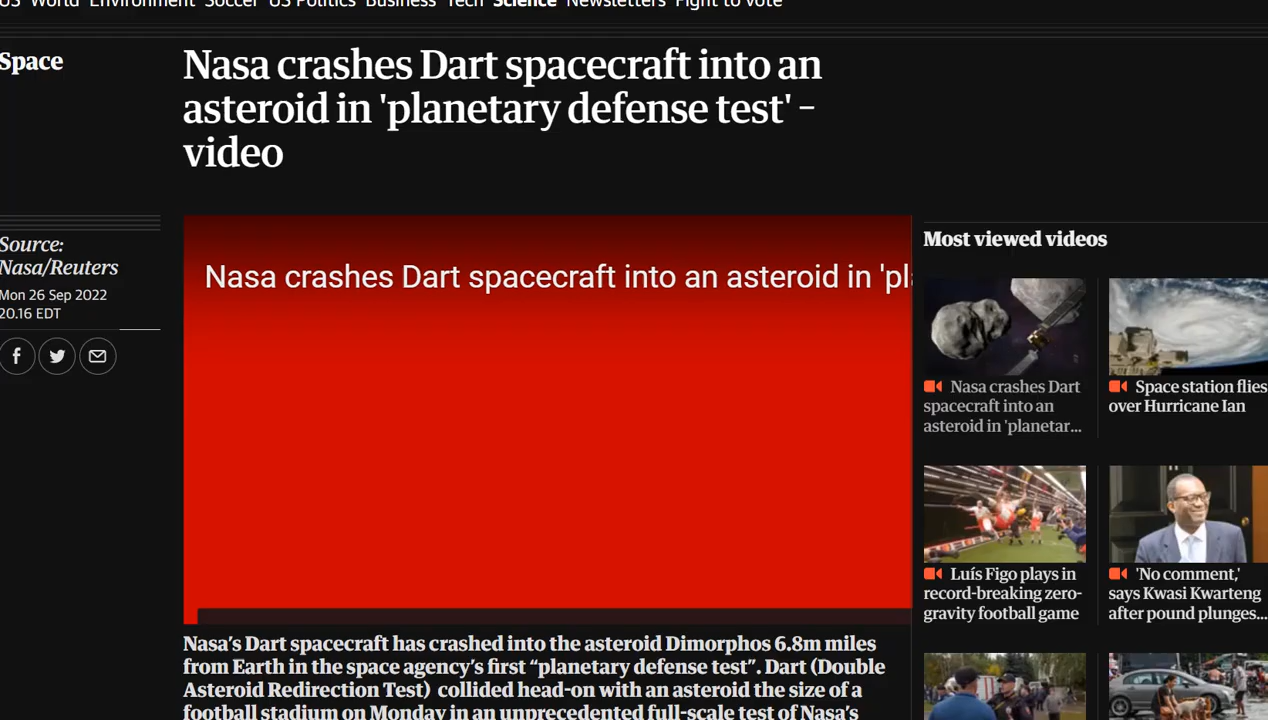 US World Environment Soccer US Politics Business Tech Science Newsletters Fight to vote
Space
Nasa crashes Dart spacecraft into an
asteroid in 'planetary defense test' –
video
Source:
Nasa/Reuters
Mon 26 Sep 2022
20.16 EDT
Nasa crashes Dart spacecraft into an asteroid in 'pl
Nasa’s Dart spacecraft has crashed into the asteroid Dimorphos 6.8m miles
from Earth in the space agency’s first “planetary defense test”. Dart (Double
Asteroid Redirection Test) collided head-on with an asteroid the size of a
football stadium on Monday in an unprecedented full-scale test of Nasa’s
Most viewed videos
Nasa crashes Dart
spacecraft into an
asteroid in 'planetar...
Space station flies
over Hurricane Ian
Luís Figo plays in
record-breaking zero-
gravity football game
'No comment,'
says Kwasi Kwarteng
after pound plunges...